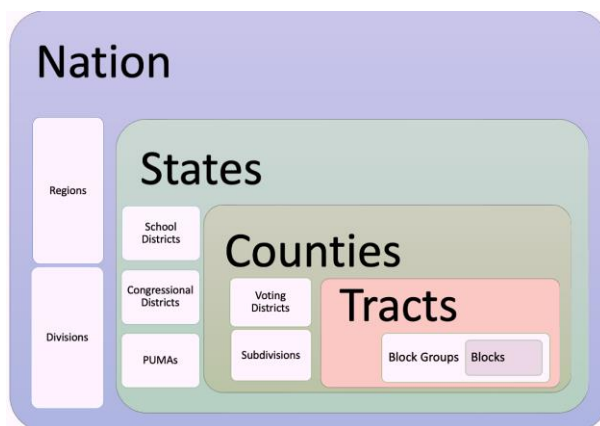 Nation
Regions
Divisions
States
School
Districts
Congressional
Districts
PUMAs
Counties
Voting
Districts
Subdivisions
Tracts
Block Groups
Blocks